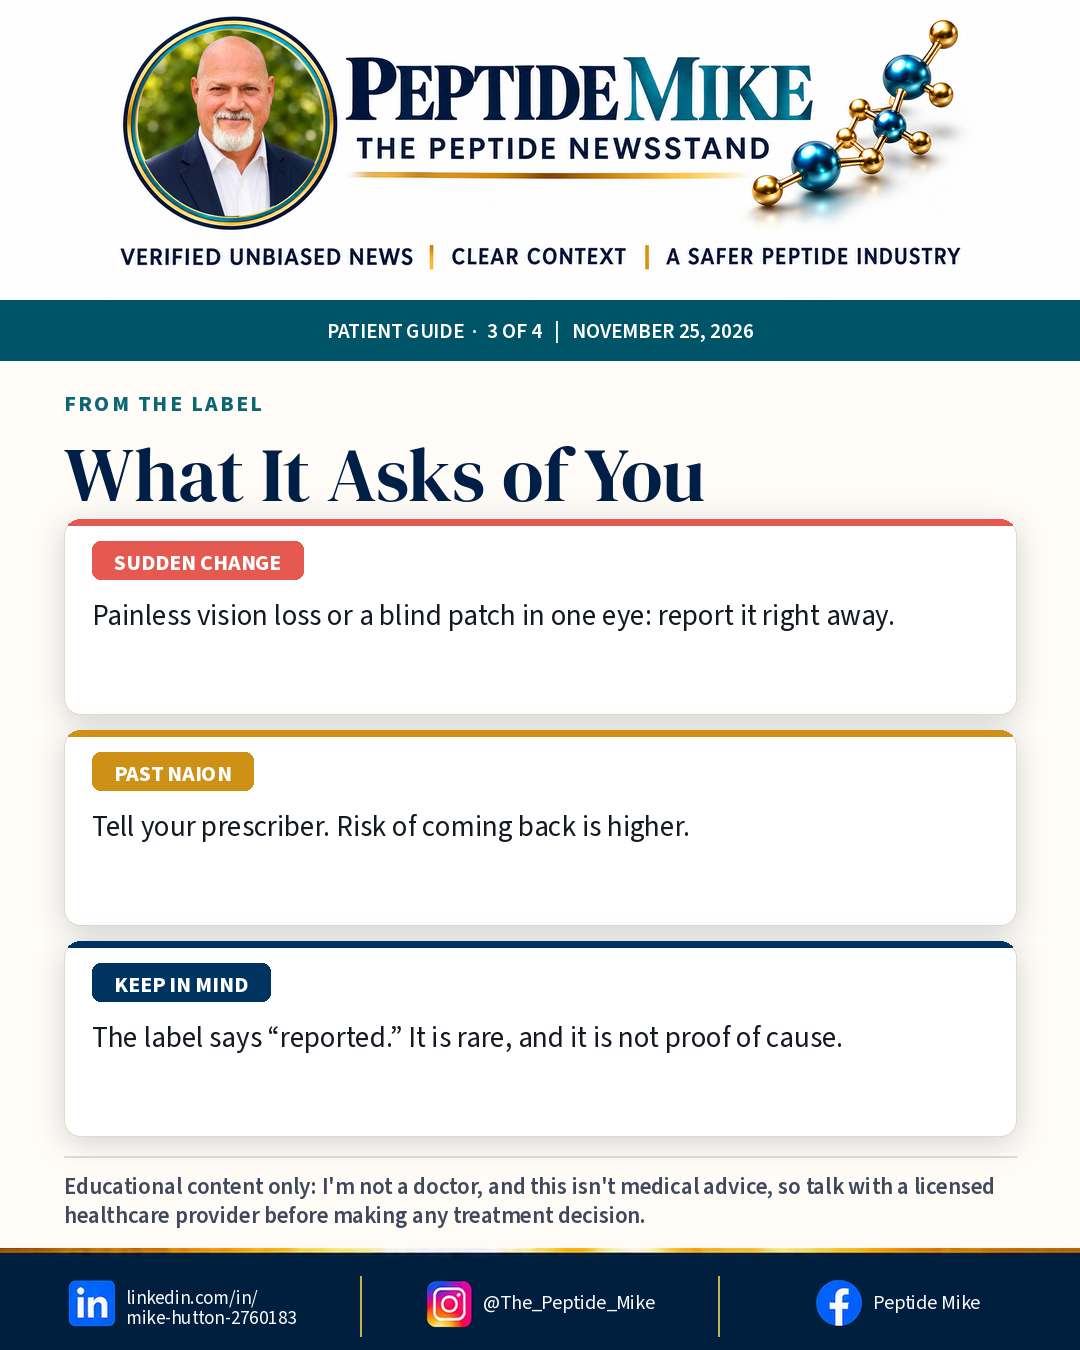 PEPTIDEMIKE
THE PEPTIDE NEWSSTAND
VERIFIED UNBIASED NEWS | CLEAR CONTEXT | A SAFER PEPTIDE INDUSTRY
PATIENT GUIDE · 3 OF 4 | NOVEMBER 25, 2026
FROM THE LABEL
What It Asks of You
SUDDEN CHANGE
Painless vision loss or a blind patch in one eye: report it right away.
PAST NAION
Tell your prescriber. Risk of coming back is higher.
KEEP IN MIND
The label says “reported.” It is rare, and it is not proof of cause.
Educational content only: I'm not a doctor, and this isn't medical advice, so talk with a licensed
healthcare provider before making any treatment decision.
linkedin.com/in/
mike-hutton-2760183
@The_Peptide_Mike
Peptide Mike